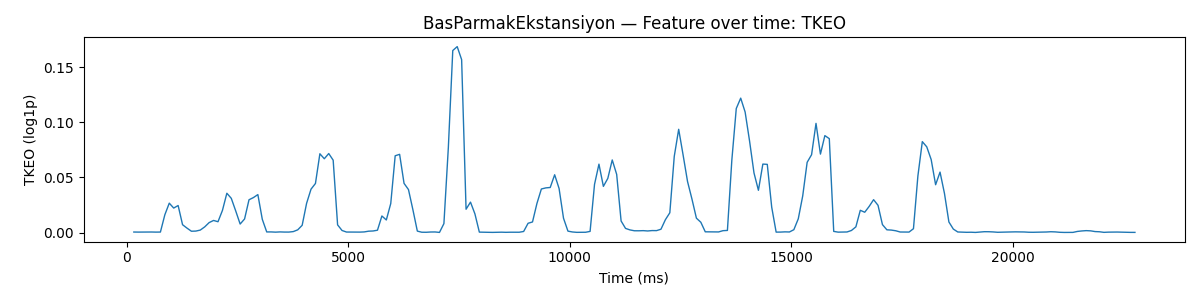 BasParmakEkstansiyon — Feature over time: TKEO
TKEO (log1p)
0.15
0.10
0.05
0.00
0 5000 10000 15000 20000
Time (ms)